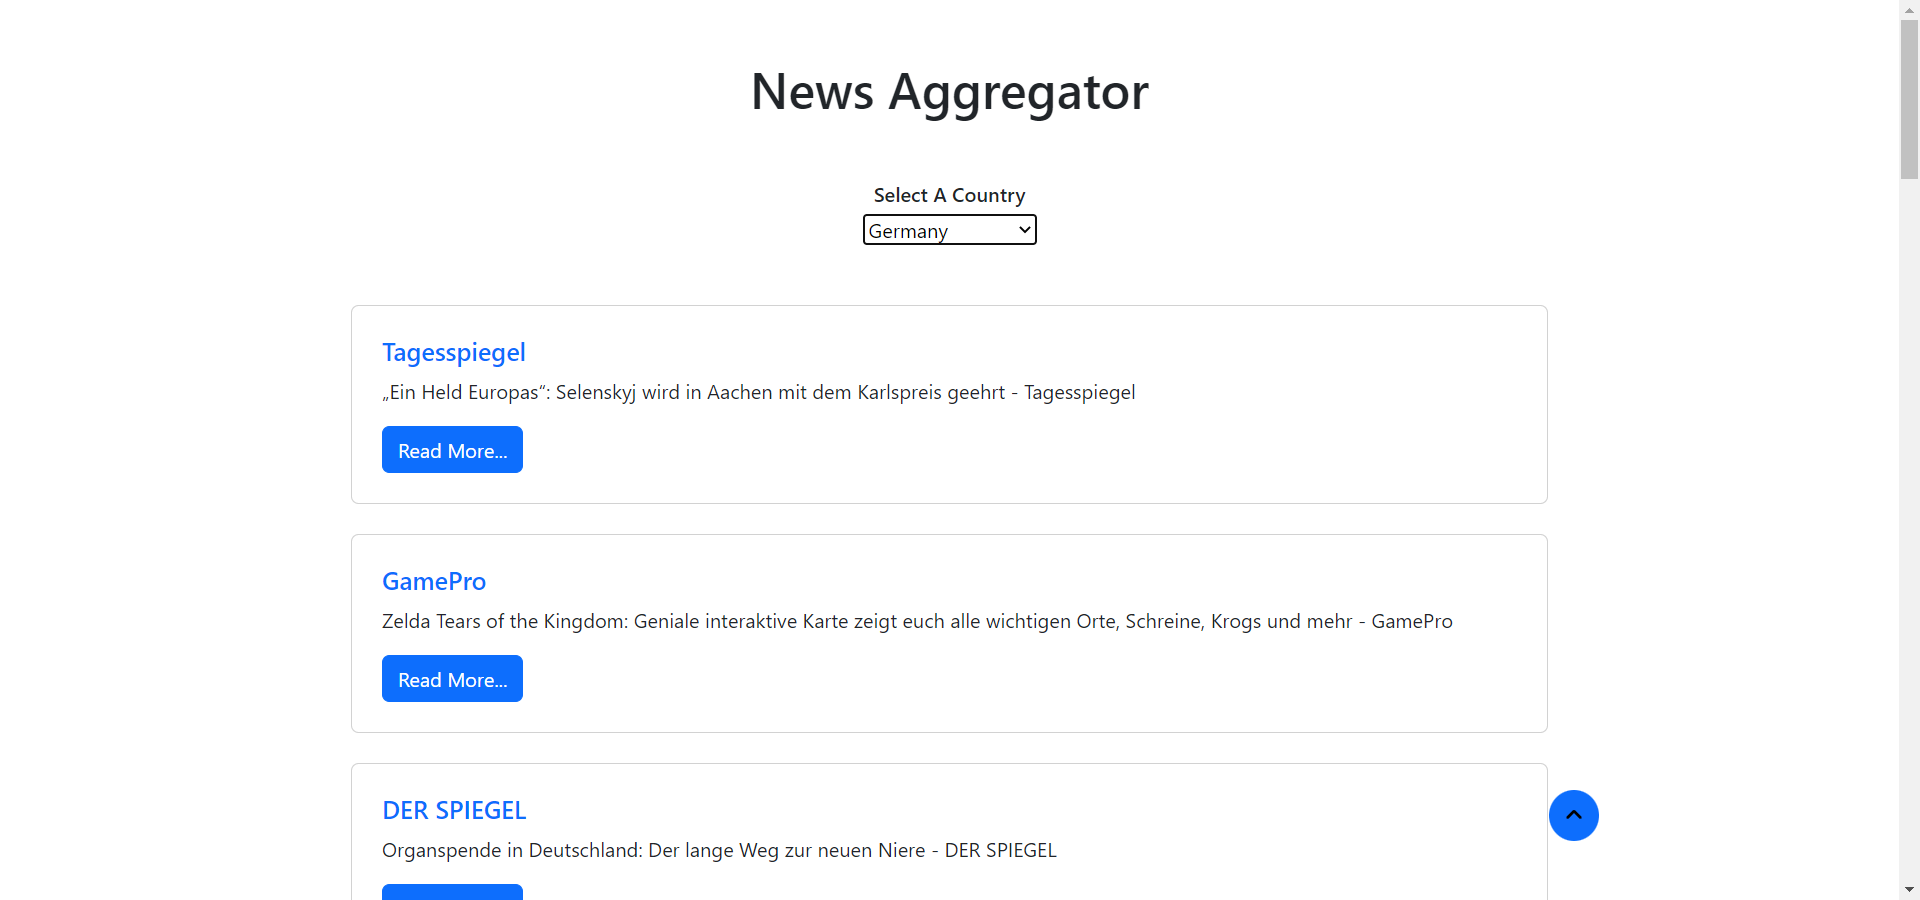 News Aggregator
Select A Country
Germany
Tagesspiegel
„Ein Held Europas“: Selenskyj wird in Aachen mit dem Karlspreis geehrt - Tagesspiegel
Read More...
GamePro
Zelda Tears of the Kingdom: Geniale interaktive Karte zeigt euch alle wichtigen Orte, Schreine, Krogs und mehr - GamePro
Read More...
DER SPIEGEL
Organspende in Deutschland: Der lange Weg zur neuen Niere - DER SPIEGEL